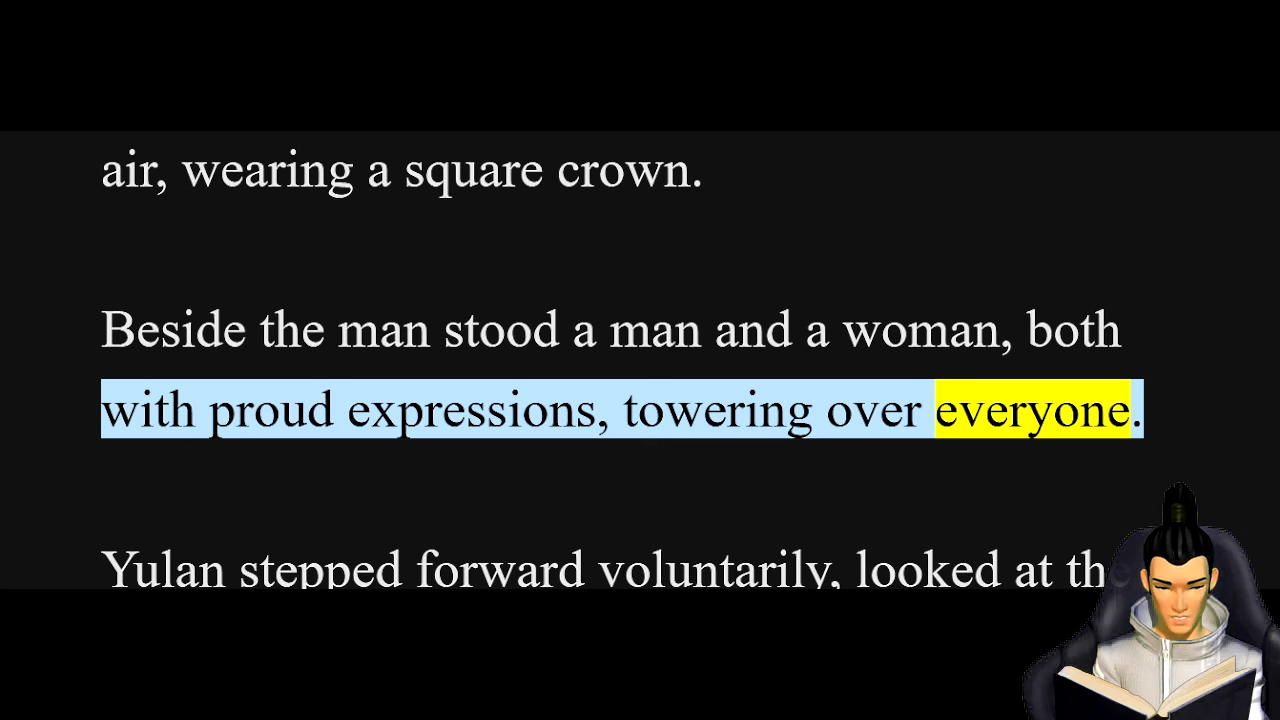 air, wearing a square crown.
Beside the man stood a man and a woman, both
with proud expressions, towering over everyone.
Yulan stepped forward voluntarily, looked at the